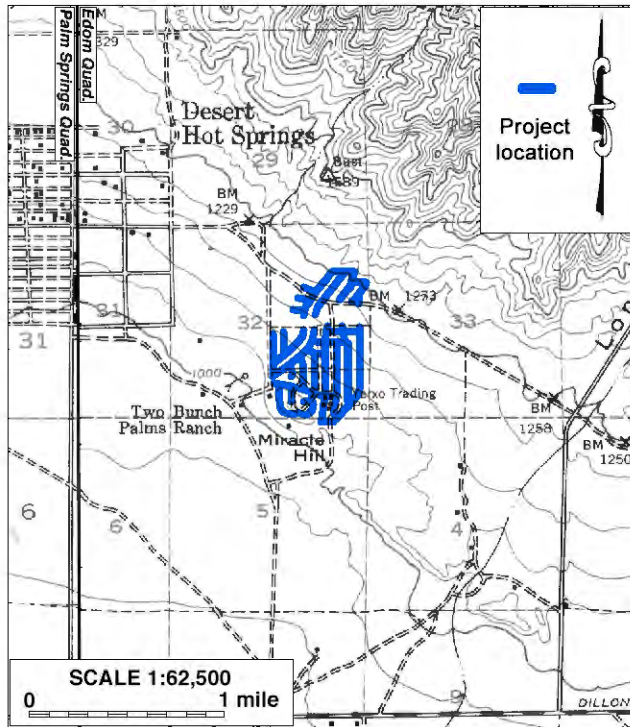 BM
329
Edom Quad.
Palm Springs Quad.
30
Desert
Hot Springs
29
BM
1229
Project
location
31
31
32
BM 1273
33
1000
Two Bunch
Palms Ranch
Trading
Post
Miracle
Hill
BM
1258
BM
1250
6
6
5
4
9
SCALE 1:62,500
0 1 mile
DILLON